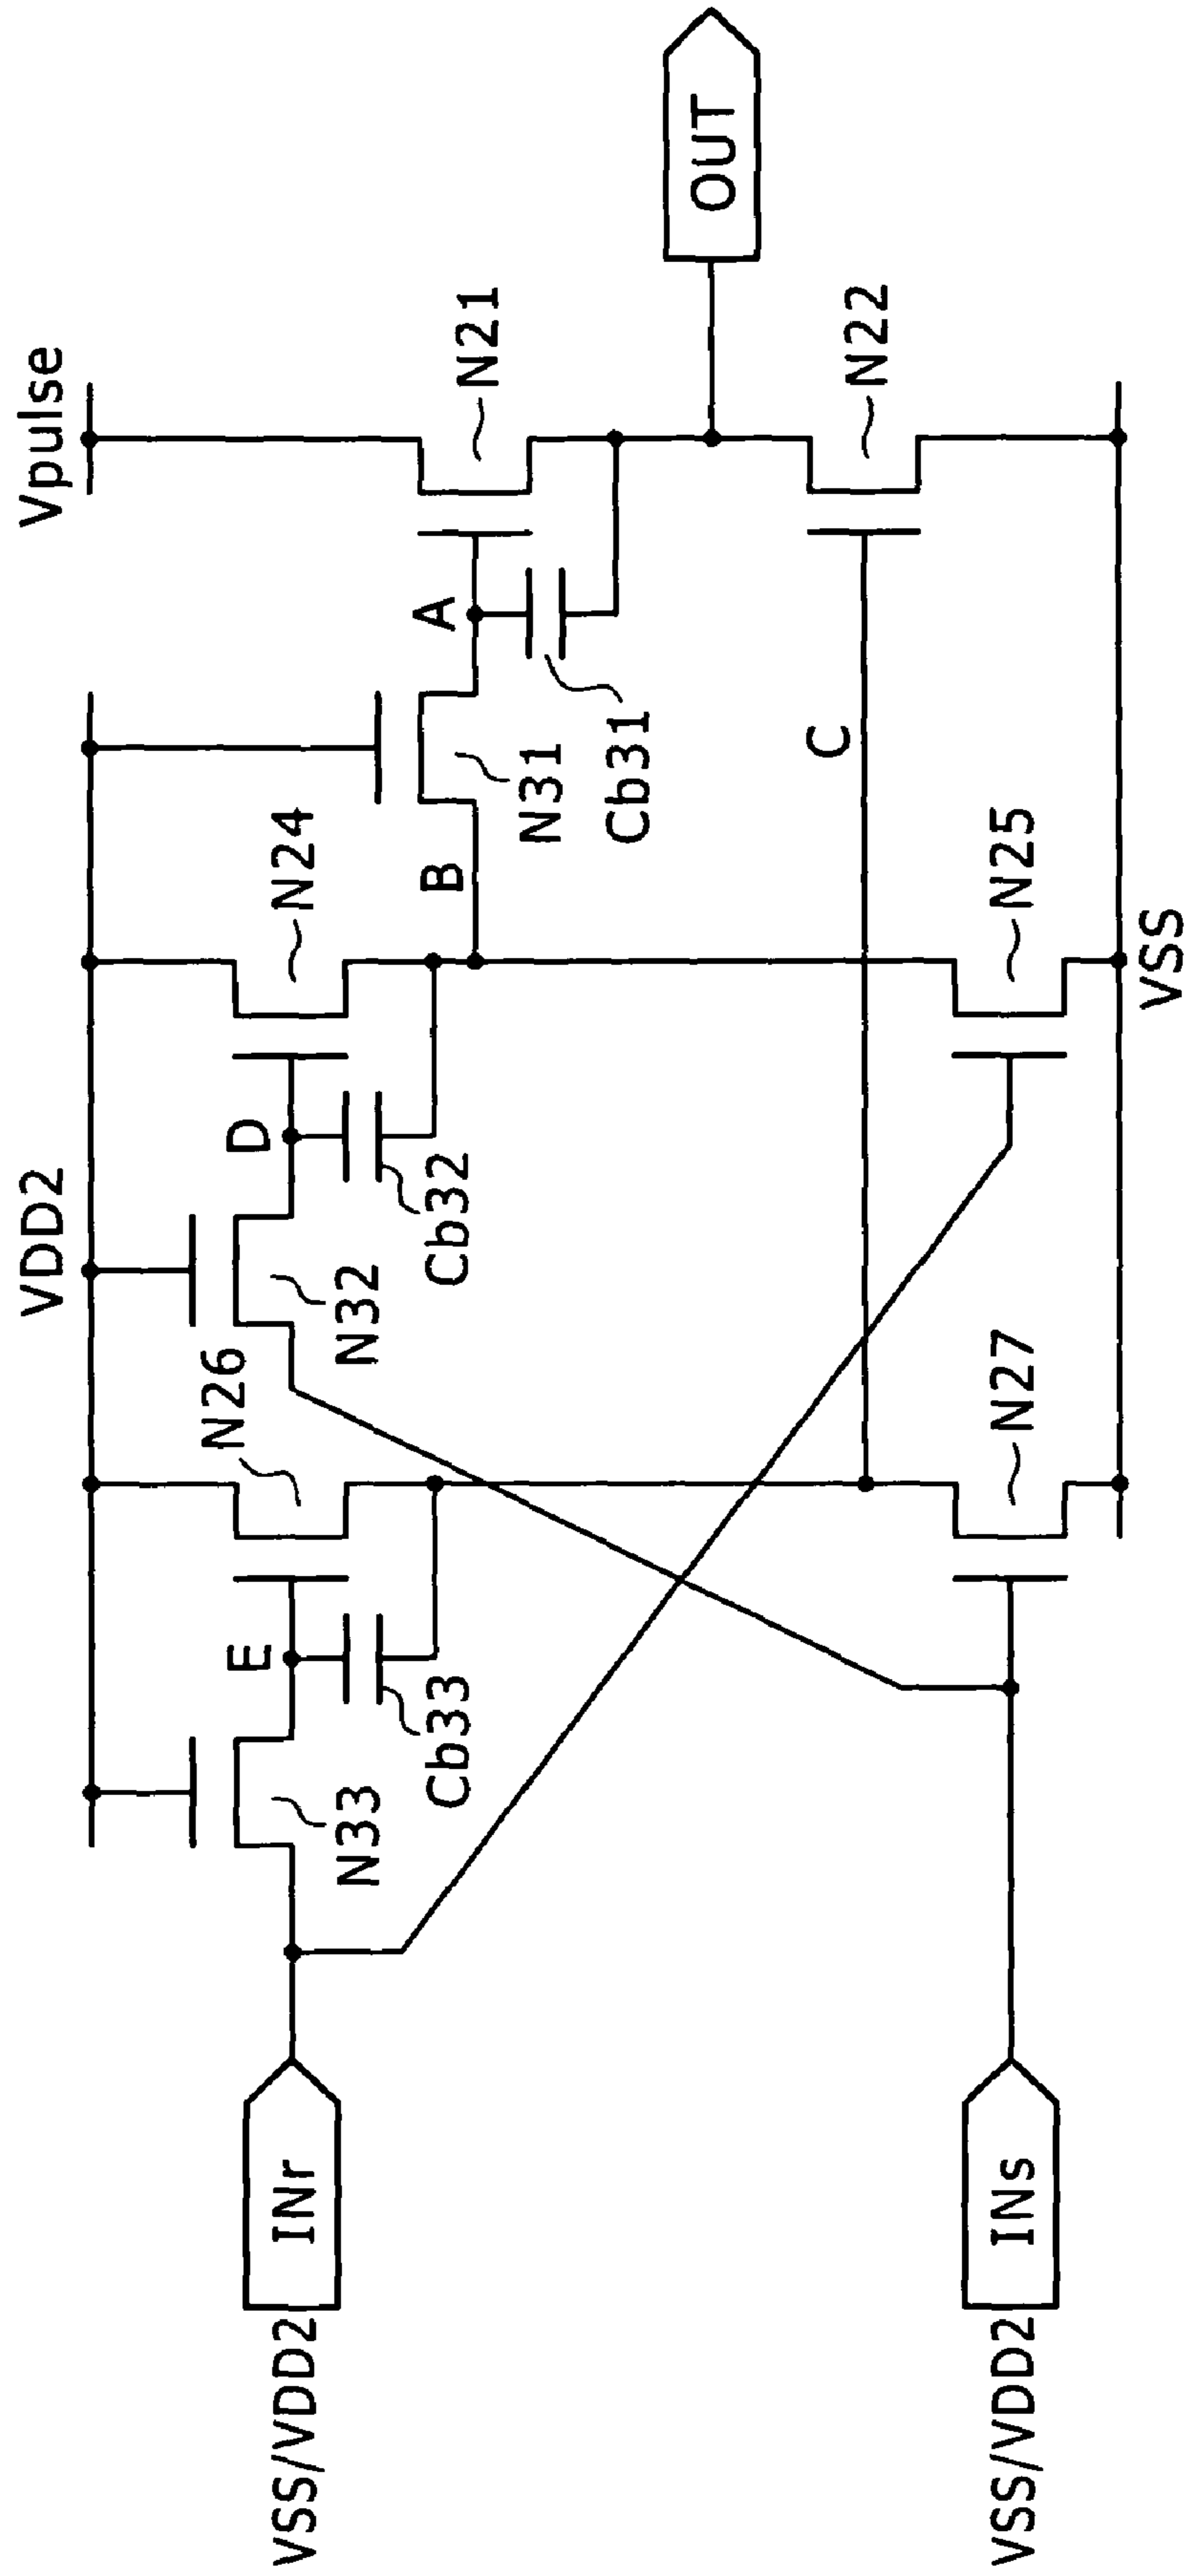 Vpulse
VDD2
N21
OUT
A
N31
Cb31
N24
B
D
Cb32
N32
N26
E
Cb33
N33
C
N22
N25
N27
VSS
INr
VSS/VDD2
INs
VSS/VDD2